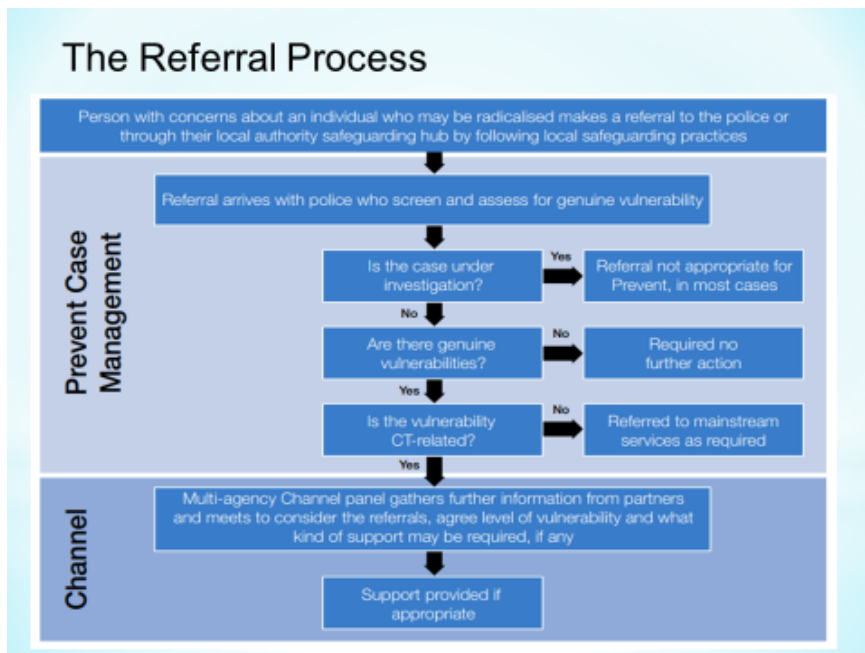 The Referral Process
Person with concerns about an individual who may be radicalised makes a referral to the police or
through their local authority safeguarding hub by following local safeguarding practices
Prevent Case
Management
Referral arrives with police who screen and assess for genuine vulnerability
Is the case under
investigation?
Yes
Referral not appropriate for
Prevent, in most cases
No
Are there genuine
vulnerabilities?
No
Required no
further action
Yes
Is the vulnerability
CT-related?
No
Referred to mainstream
services as required
Yes
Channel
Multi-agency Channel panel gathers further information from partners
and meets to consider the referrals, agree level of vulnerability and what
kind of support may be required, if any
Support provided if
appropriate